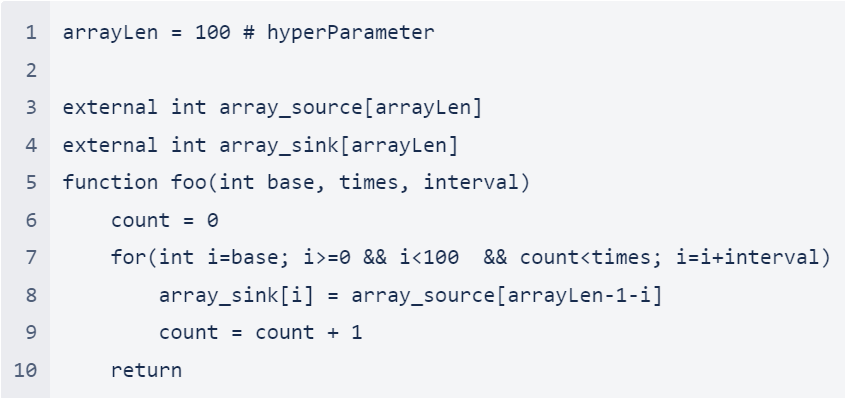 1 arrayLen = 100 # hyperParameter
2
3 external int array_source[arrayLen]
4 external int array_sink[arrayLen]
5 function foo(int base, times, interval)
6     count = 0
7     for(int i=base; i>=0 && i<100  && count<times; i=i+interval)
8         array_sink[i] = array_source[arrayLen-1-i]
9         count = count + 1
10     return